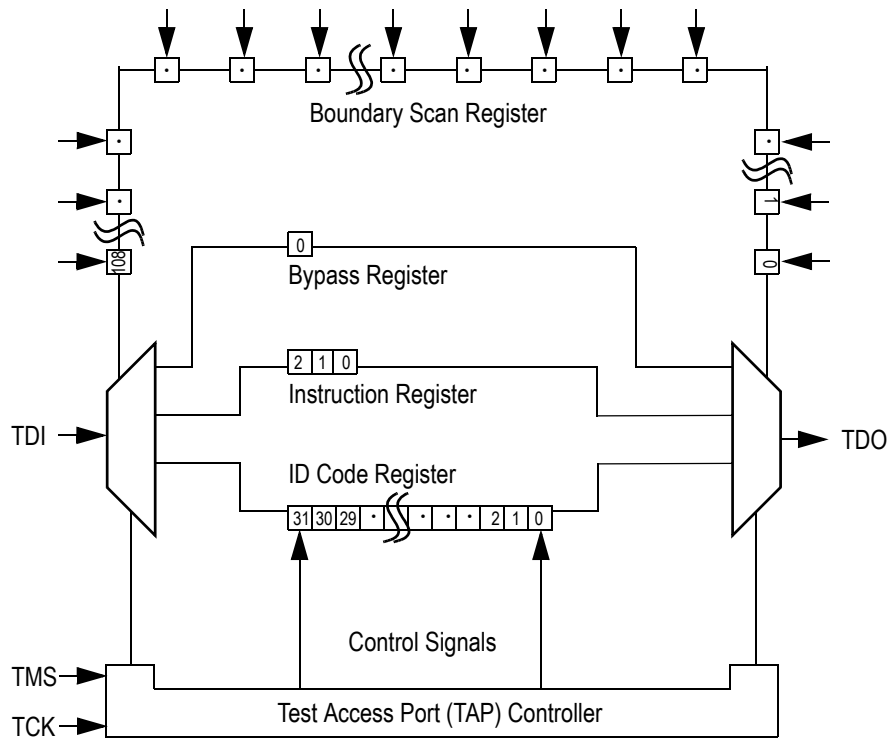 · · · · · · · ·
Boundary Scan Register
· ·
· 1
108 0
0
Bypass Register
2 1 0
Instruction Register
TDI
TDO
ID Code Register
31 30 29 · · · · 2 1 0
Control Signals
TMS
Test Access Port (TAP) Controller
TCK